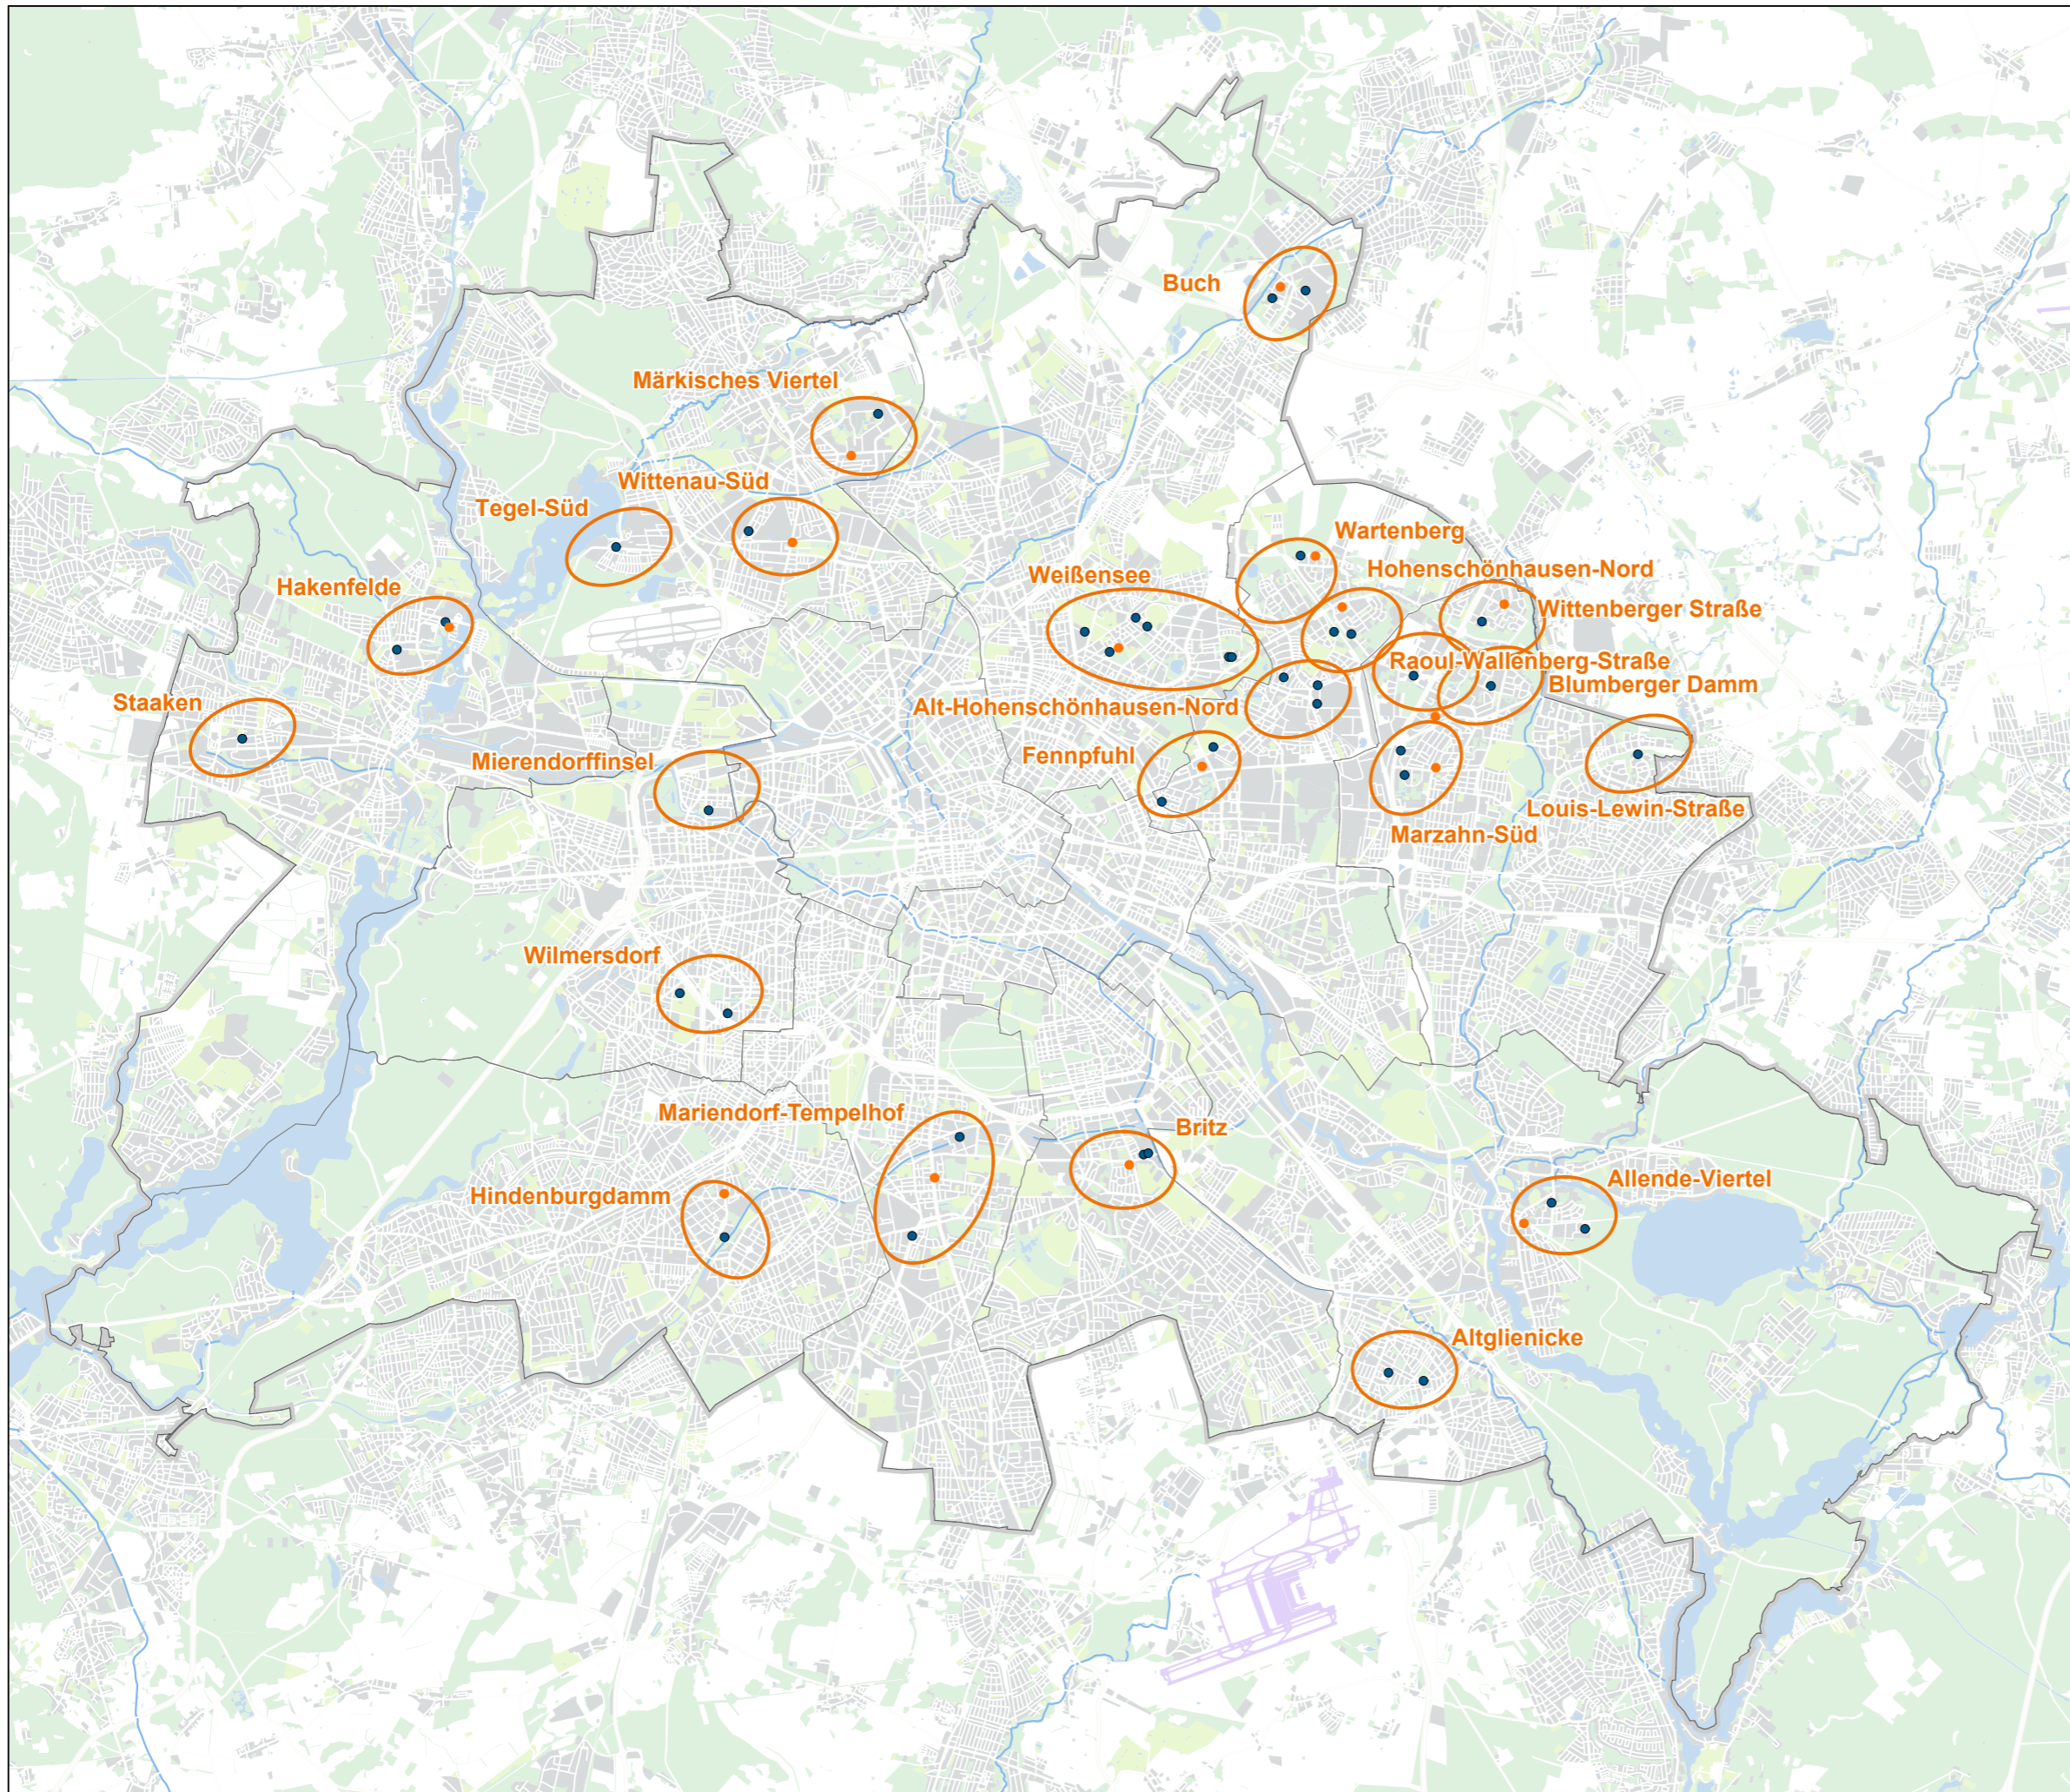 Buch
Märkisches Viertel
Wittenau-Süd
Tegel-Süd
Wartenberg
Hohenschönhausen-Nord
Weißensee
Hakenfelde
Wittenberger Straße
Raoul-Wallenberg-Straße
Blumberger Damm
Staaken
Alt-Hohenschönhausen-Nord
Fennpfuhl
Mierendorffinsel
Louis-Lewin-Straße
Marzahn-Süd
Wilmersdorf
Mariendorf-Tempelhof
Britz
Allende-Viertel
Hindenburgdamm
Altglienicke